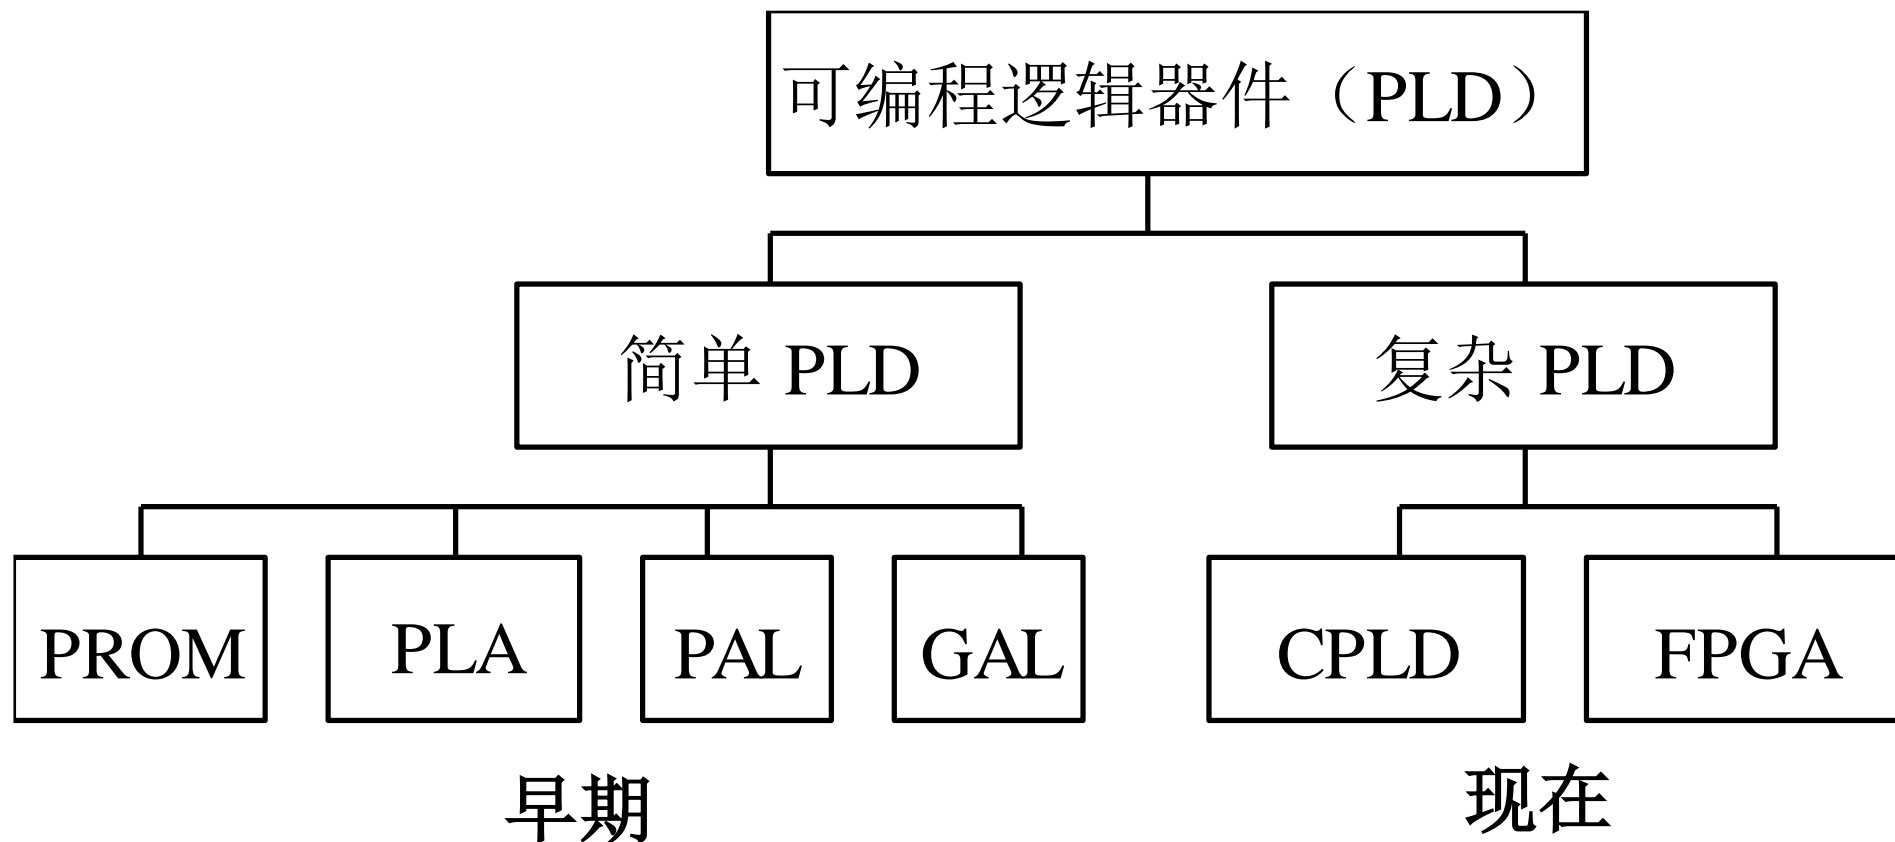 可编程逻辑器件（PLD）
简单 PLD
复杂 PLD
PROM
PLA
PAL
GAL
CPLD
FPGA
早期
现在